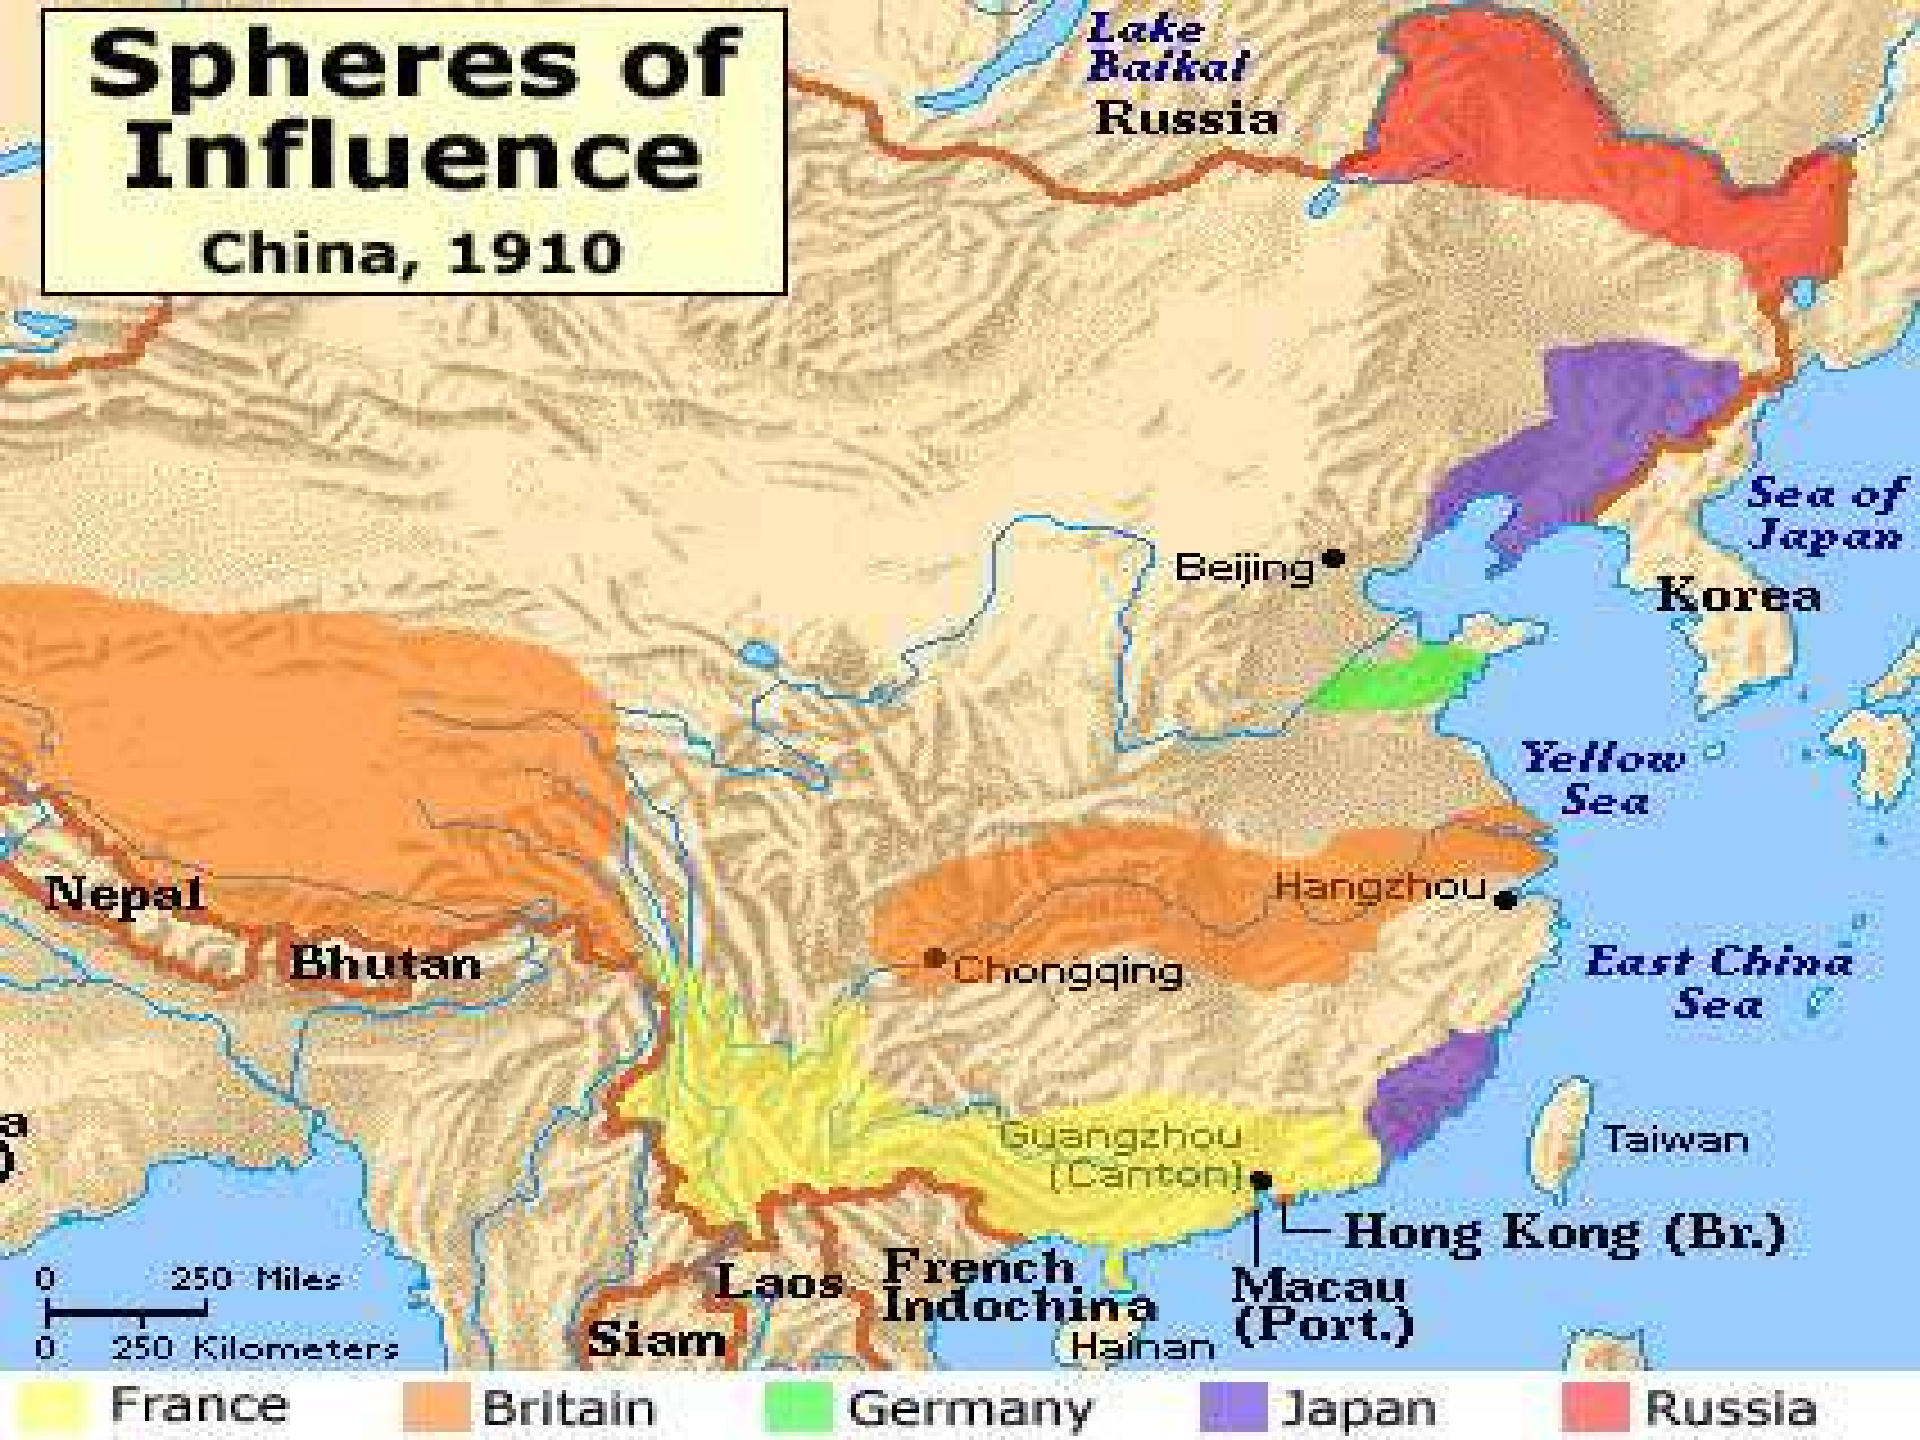 Spheres of
Influence
China, 1910
Lake
Baikal
Russia
Sea of
Japan
Beijing
Korea
Yellow
Sea
Hangzhou
Nepal
Bhutan
Chongqing
East China
Sea
a
Guangzhou
(Canton)
Taiwan
Hong Kong (Br.)
Macau
(Port.)
French
Indochina
Laos
Siam
Hainan
0 250 Miles
0 250 Kilometers
France
Britain
Germany
Japan
Russia